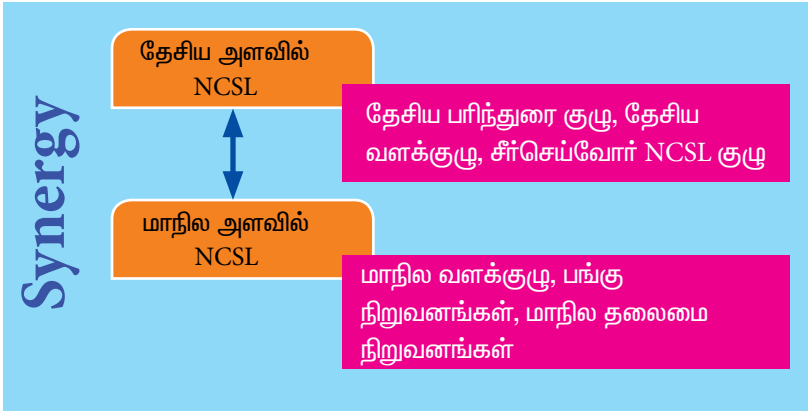 Synergy
தேசிய அளவில்
NCSL
தேசிய பரிந்துரை குழு, தேசிய
வளக்குழு, சீர்செய்வோர் NCSL குழு
மாநில அளவில்
NCSL
மாநில வளக்குழு, பங்கு
நிறுவனங்கள், மாநில தலைமை
நிறுவனங்கள்